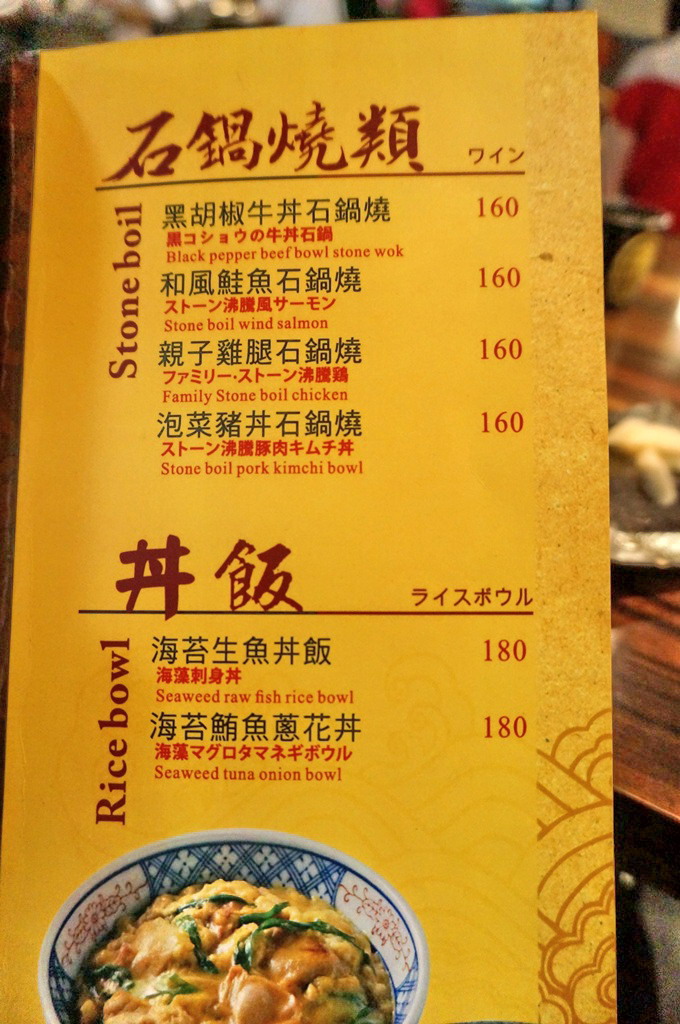 石鍋燒類 ワイン
Stone boil
黑胡椒牛丼石鍋燒 160
黒コショウの牛丼石鍋
Black pepper beef bowl stone wok
和風鮭魚石鍋燒 160
ストーン沸騰風サーモン
Stone boil wind salmon
親子雞腿石鍋燒 160
ファミリー·ストーン沸騰鶏
Family Stone boil chicken
泡菜豬丼石鍋燒 160
ストーン沸騰豚肉キムチ丼
Stone boil pork kimchi bowl
丼飯 ライスボウル
Rice bowl
海苔生魚丼飯 180
海藻刺身丼
Seaweed raw fish rice bowl
海苔鮪魚蔥花丼 180
海藻マグロタマネギボウル
Seaweed tuna onion bowl